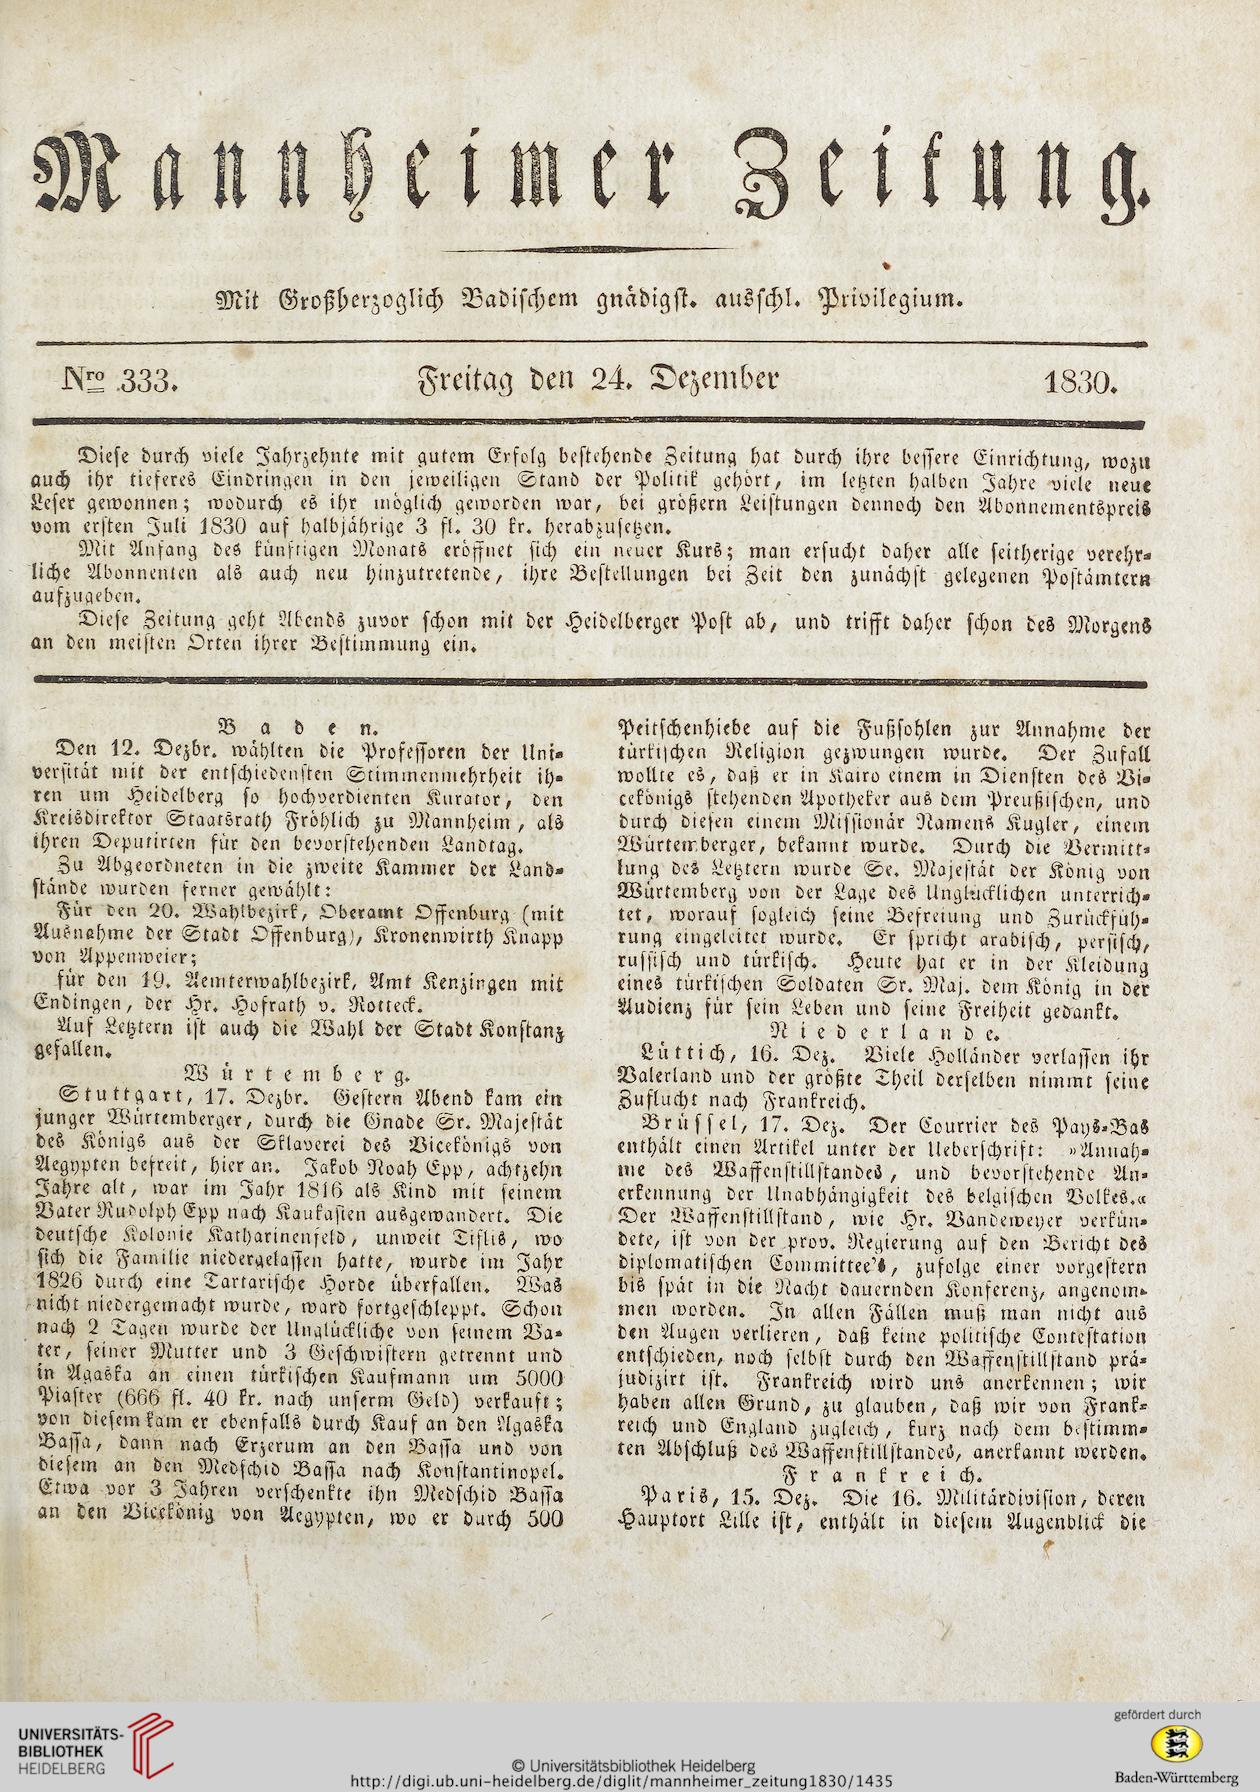 Mannheimer Zeitung.
Mit Großherzoglich Badischem gnädigst. ausschl. Privilegium.
Nro 333. Freitag den 24. Dezember 1830.
Diese durch viele Jahrzehnte mit gutem Erfolg bestehende Zeitung hat durch ihre bessere Einrichtung, wozu
auch ihr tieferes Eindringen in den jeweiligen Stand der Politik gehört, im letzten halben Jahre viele neue
Leser gewonnen; wodurch es ihr möglich geworden war, bei größern Leistungen dennoch den Abonnementspreis
vom ersten Juli 1830 auf halbjährige 3 fl. 30 kr. herabzusetzen.
Mit Anfang des künftigen Monats eröffnet sich ein neuer Kurs; man ersucht daher alle seitherige verehr-
liche Abonnenten als auch neu hinzutretende, ihre Bestellungen bei Zeit den zunächst gelegenen Postämtern
aufzugeben.
Diese Zeitung geht Abends zuvor schon mit der Heidelberger Post ab, und trifft daher schon des Morgens
an den meisten Orten ihrer Bestimmung ein.
Baden.
Den 12. Dezbr. wählten die Professoren der Uni-
versität mit der entschiedensten Stimmenmehrheit ih-
ren um Heidelberg so hochverdienten Kurator, den
Kreisdirektor Staatsrath Fröhlich zu Mannheim, als
ihren Deputirten für den bevorstehenden Landtag.
Zu Abgeordneten in die zweite Kammer der Land-
stände wurden ferner gewählt:
Für den 20. Wahlbezirk, Oberamt Offenburg (mit
Ausnahme der Stadt Offenburg), Kronenwirth Knapp
von Appenweier;
für den 19. Aemterwahlbezirk, Amt Kenzingen mit
Endingen, der Hr. Hofrath v. Rotteck.
Auf Letztern ist auch die Wahl der Stadt Konstanz
gefallen.
Würtemberg.
Stuttgart, 17. Dezbr. Gestern Abend kam ein
junger Würtemberger, durch die Gnade Sr. Majestät
des Königs aus der Sklaverei des Vicekönigs von
Aegypten befreit, hier an. Jakob Noah Epp, achtzehn
Jahre alt, war im Jahr 1816 als Kind mit seinem
Vater Rudolph Epp nach Kaukasien ausgewandert. Die
deutsche Kolonie Katharinenfeld, unweit Tiflis, wo
sich die Familie niedergelassen hatte, wurde im Jahr
1826 durch eine Tartarische Horde überfallen. Was
nicht niedergemacht wurde, ward fortgeschleppt. Schon
nach 2 Tagen wurde der Unglückliche von seinem Va-
ter, seiner Mutter und 3 Geschwistern getrennt und
in Agaska an einen türkischen Kaufmann um 5000
Piaster (666 fl. 40 kr. nach unserm Geld) verkauft;
von diesem kam er ebenfalls durch Kauf an den Agaska
Bassa, dann nach Erzerum an den Bassa und von
diesem an den Medschid Bassa nach Konstantinopel.
Etwa vor 3 Jahren verschenkte ihn Medschid Bassa
an den Vicekönig von Aegypten, wo er durch 500
Peitschenhiebe auf die Fußsohlen zur Annahme der
türkischen Religion gezwungen wurde. Der Zufall
wollte es, daß er in Kairo einem in Diensten des Vi-
cekönigs stehenden Apotheker aus dem Preußischen, und
durch diesen einem Missionär Namens Kugler, einem
Würtemberger, bekannt wurde. Durch die Vermitt-
lung des Letztern wurde Se. Majestät der König von
Würtemberg von der Lage des Unglücklichen unterrich-
tet, worauf sogleich seine Befreiung und Zurückfüh-
rung eingeleitet wurde. Er spricht arabisch, persisch,
russisch und türkisch. Heute hat er in der Kleidung
eines türkischen Soldaten Sr. Maj. dem König in der
Audienz für sein Leben und seine Freiheit gedankt.
Niederlande.
Lüttich, 16. Dez. Viele Holländer verlassen ihr
Valerland und der größte Theil derselben nimmt seine
Zuflucht nach Frankreich.
Brüssel, 17. Dez. Der Courrier des Pays-Bas
enthält einen Artikel unter der Ueberschrift: »Annah-
me des Waffenstillstandes, und bevorstehende An-
erkennung der Unabhängigkeit des belgischen Volkes.«
Der Waffenstillstand, wie Hr. Vandeweyer verkün-
dete, ist von der prov. Regierung auf den Bericht des
diplomatischen Committee's, zufolge einer vorgestern
bis spät in die Nacht dauernden Konferenz, angenom-
men worden. In allen Fällen muß man nicht aus
den Augen verlieren, daß keine politische Contestation
entschieden, noch selbst durch den Waffenstillstand prä-
judizirt ist. Frankreich wird uns anerkennen; wir
haben allen Grund, zu glauben, daß wir von Frank-
reich und England zugleich, kurz nach dem bestimm-
ten Abschluß des Waffenstillstandes, anerkannt werden.
Frankreich.
Paris, 15. Dez. Die 16. Militärdivision, deren
Hauptort Lille ist, enthält in diesem Augenblick die
UNIVERSITÄTS-
BIBLIOTHEK
HEIDELBERG
© Universitätsbibliothek Heidelberg
http://digi.ub.uni-heidelberg.de/diglit/mannheimer_zeitung1830/1435
gefördert durch
Baden-Württemberg